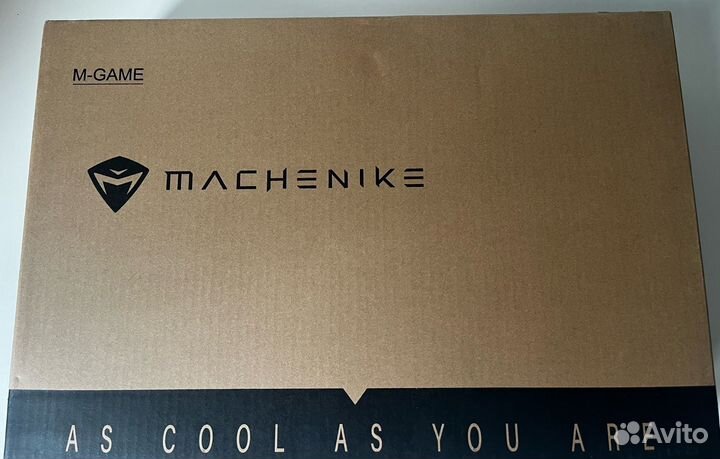 M-GAME
MACHENIKE
AS COOL AS YOU ARE
Avito